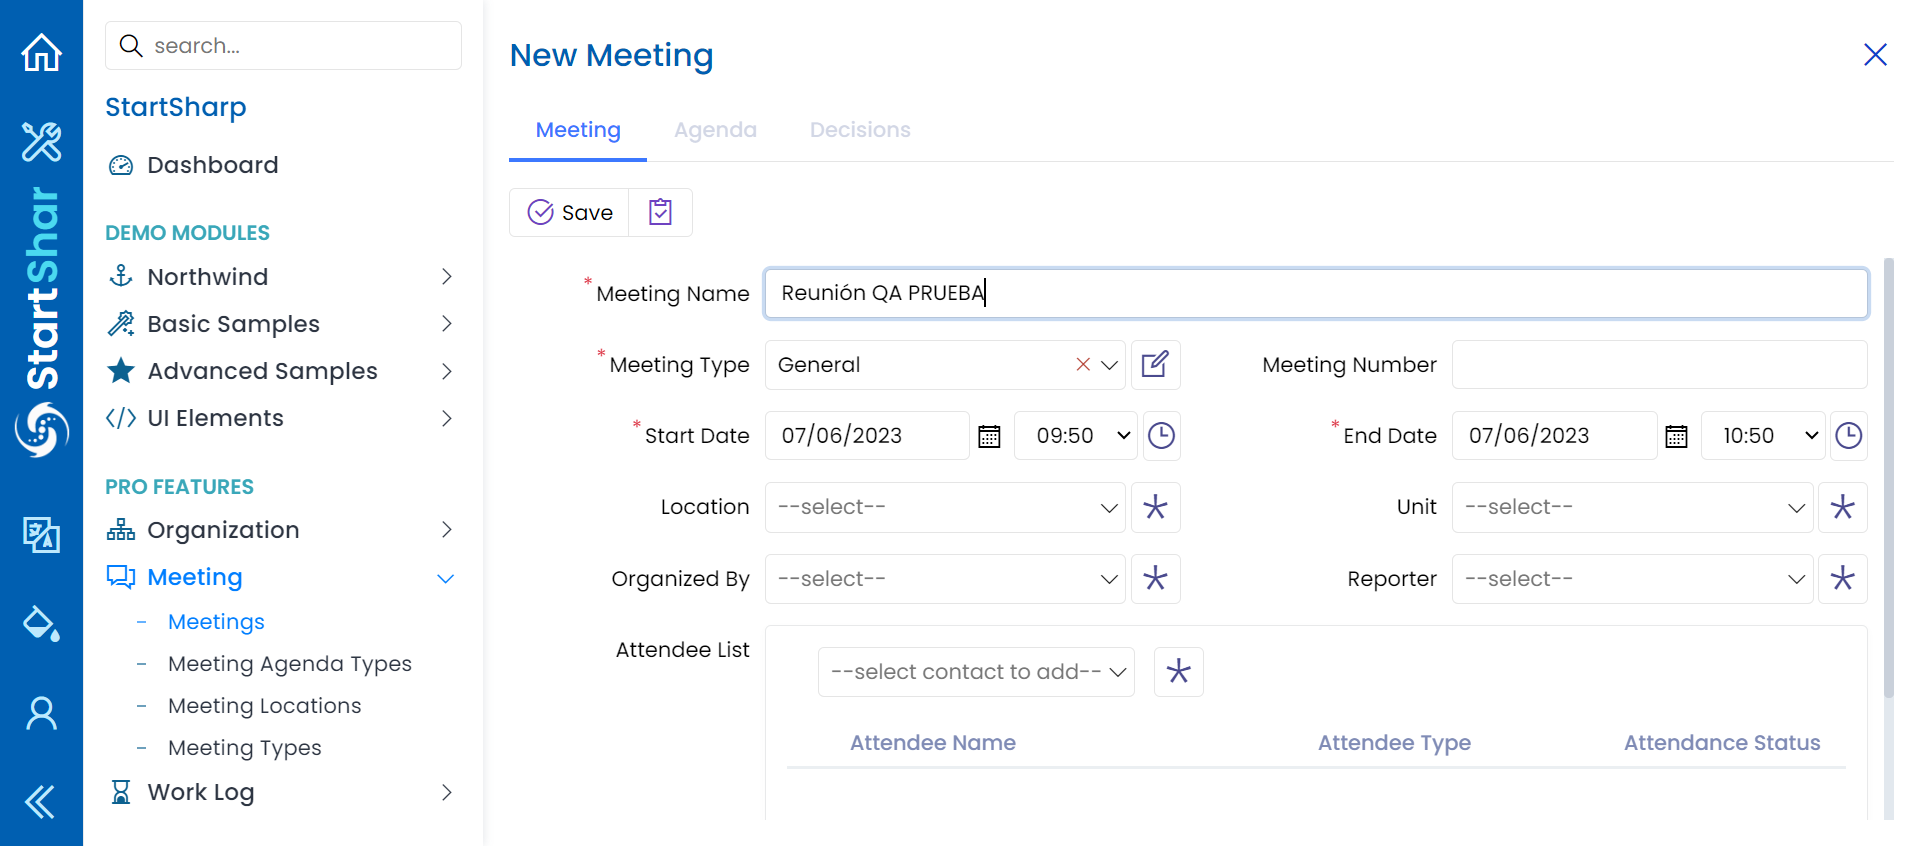 StartShar
search...
StartSharp
Dashboard
DEMO MODULES
Northwind
Basic Samples
Advanced Samples
UI Elements
PRO FEATURES
Organization
Meeting
- Meetings
- Meeting Agenda Types
- Meeting Locations
- Meeting Types
Work Log
New Meeting
Meeting Agenda Decisions
Save
* Meeting Name Reunión QA PRUEBA
* Meeting Type General Meeting Number
* Start Date 07/06/2023 09:50 * End Date 07/06/2023 10:50
Location --select-- Unit --select--
Organized By --select-- Reporter --select--
Attendee List
--select contact to add--
Attendee Name Attendee Type Attendance Status